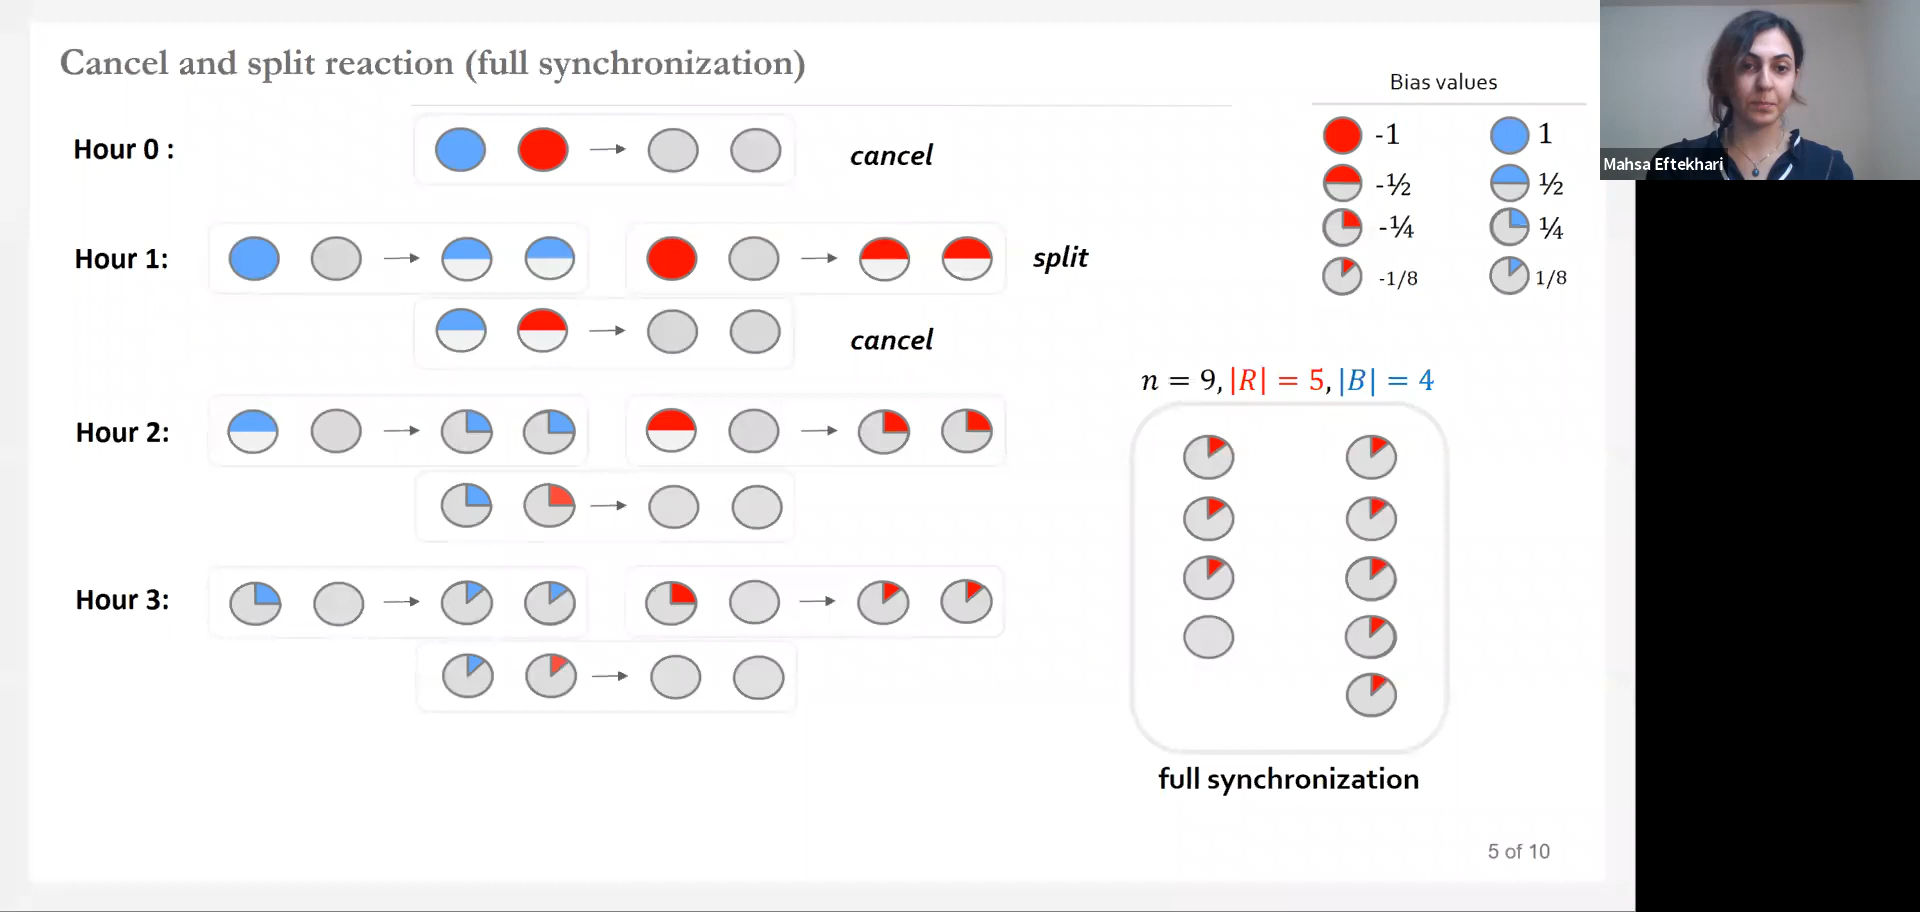 Cancel and split reaction (full synchronization)
Bias values
-1
1
-½
½
-¼
¼
-1/8
1/8
Mahsa Eftekhari
Hour 0 :
cancel
Hour 1:
split
cancel
Hour 2:
Hour 3:
n = 9, |R| = 5, |B| = 4
full synchronization
5 of 10